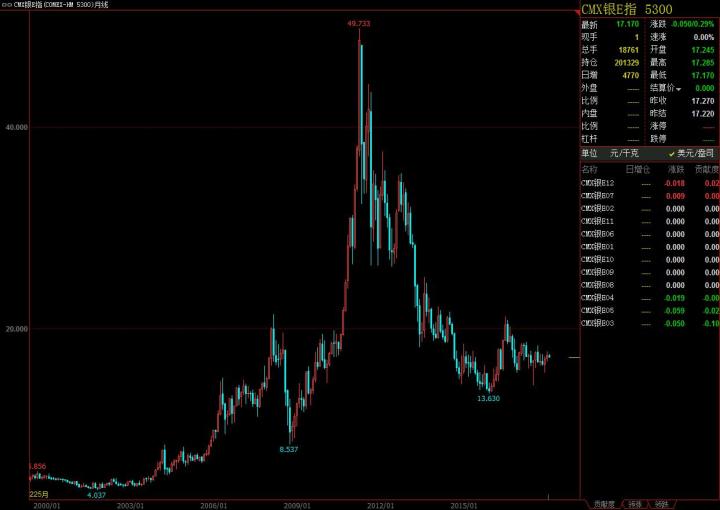 CMX银E指(COMEX-HM 5300)月线
49.733
40.000
20.000
13.630
8.537
4.037
225月
2000/01 2003/01 2006/01 2009/01 2012/01 2015/01
CMX银E指 5300
最新 17.170 涨跌 -0.050/0.29%
现手 1 速涨 0.00%
总手 18761 开盘 17.245
持仓 201329 最高 17.285
日增 4770 最低 17.170
外盘 ----- 结算价 0.000
比例 ----- 昨收 17.270
内盘 ----- 昨结 17.220
比例 ----- 涨停 -----
杠杆 ----- 跌停 -----
单位 元/千克 ✓ 美元/盎司
名称 日增仓 涨跌 贡献度
CMX银E12 ---- -0.018 0.02
CMX银E07 ---- 0.009 0.00
CMX银E02 ---- 0.000 0.00
CMX银E11 ---- 0.000 0.00
CMX银E06 ---- 0.000 0.00
CMX银E01 ---- 0.000 0.00
CMX银E10 ---- 0.000 0.00
CMX银E09 ---- 0.000 0.00
CMX银E08 ---- 0.000 0.00
CMX银E04 ---- -0.019 -0.00
CMX银E05 ---- -0.059 -0.02
CMX银E03 ---- -0.050 -0.10
贡献度